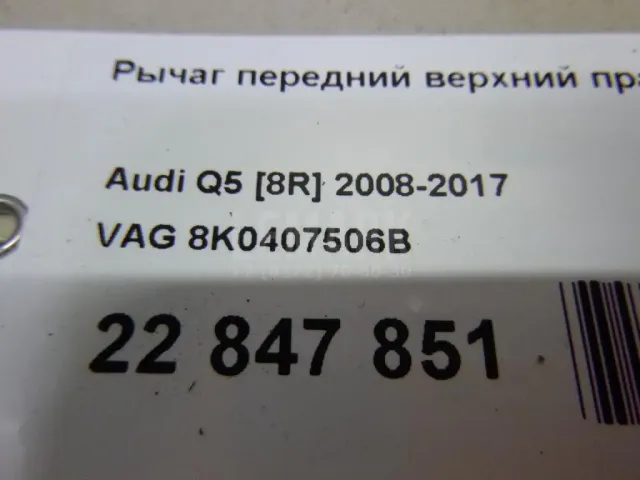 Рычаг передний верхний пра
Audi Q5 [8R] 2008-2017
VAG 8K0407506B
22 847 851